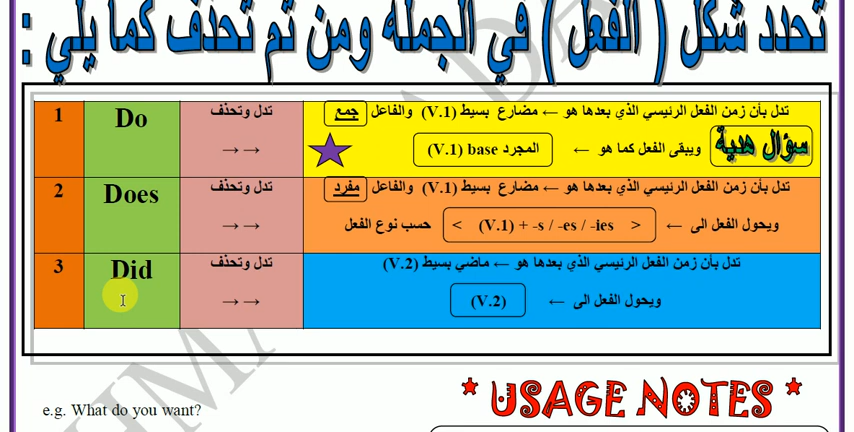 تحدد شكل ( الفعل ) في الجملة ومن ثم تحذف كما يلي :
1 Do تدل وتحذف → → تدل بأن زمن الفعل الرئيسي الذي بعدها هو ← مضارع بسيط (V.1) والفاعل جمع
سؤال هدية ويبقى الفعل كما هو ← المجرد (V.1) base
2 Does تدل وتحذف → → تدل بأن زمن الفعل الرئيسي الذي بعدها هو ← مضارع بسيط (V.1) والفاعل مفرد
ويحول الفعل الى ← < (V.1) + -s / -es / -ies > حسب نوع الفعل
3 Did تدل وتحذف → → تدل بأن زمن الفعل الرئيسي الذي بعدها هو ← ماضي بسيط (V.2)
ويحول الفعل الى ← (V.2)
* USAGE NOTES *
e.g. What do you want?